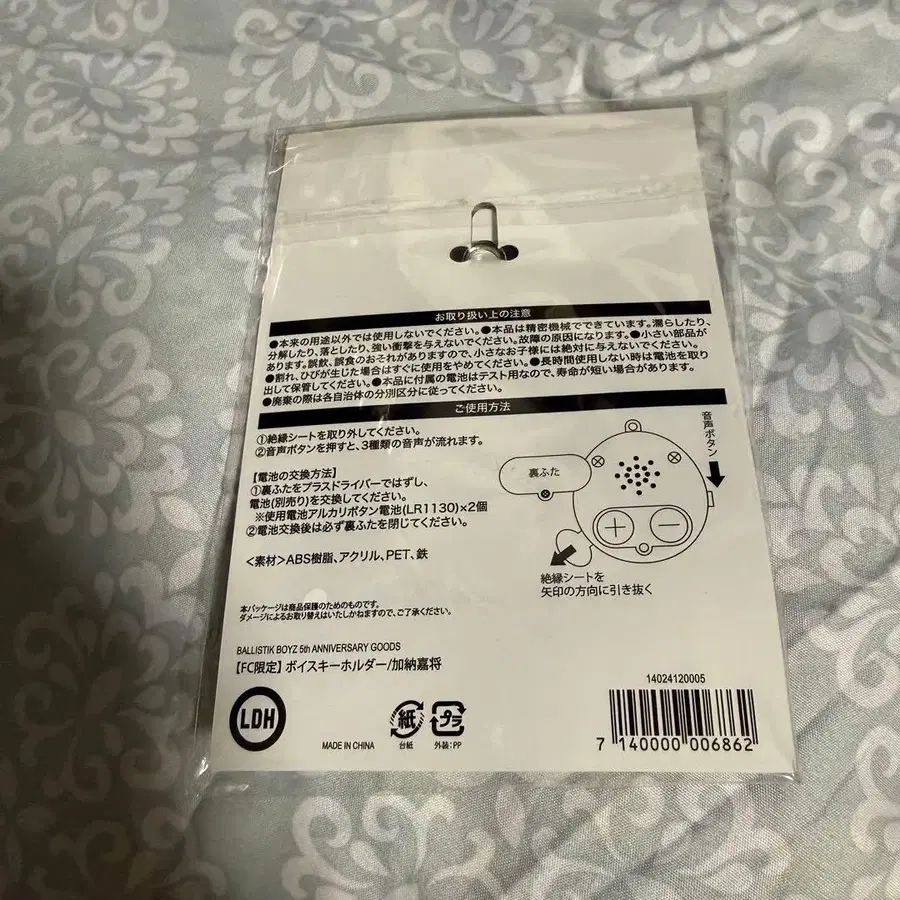 お取り扱い上の注意
●本来の用途以外では使用しないでください。●本品は精密機械でできています。濡らしたり、
分解したり、落としたり、強い衝撃を与えないでください。故障の原因になります。●小さい部品が
あります。誤飲、誤食のおそれがありますので、小さなお子様には絶対に与えないでください。
●割れ、ひびが生じた場合はすぐに使用をやめてください。●長時間使用しない時は電池を取り
出して保管してください。●本品に付属の電池はテスト用なので、寿命が短い場合があります。
●廃棄の際は各自治体の分別区分に従ってください。
ご使用方法
①絶縁シートを取り外してください。
②音声ボタンを押すと、3種類の音声が流れます。
【電池の交換方法】
①裏ふたをプラスドライバーではずし、
電池(別売り)を交換してください。
※使用電池アルカリボタン電池(LR1130)×2個
②電池交換後は必ず裏ふたを閉じてください。
<素材>ABS樹脂、アクリル、PET、鉄
音声ボタン
裏ふた
+ −
絶縁シートを
矢印の方向に引き抜く
本パッケージは商品保護のためのものです。
ダメージによるお取り替えはいたしかねますので、ご了承ください。
BALLISTIK BOYZ 5th ANNIVERSARY GOODS
【FC限定】ボイスキーホルダー/加納嘉将
LDH
MADE IN CHINA
紙
台紙
プラ
外装:PP
14024120005
7 140000 006862